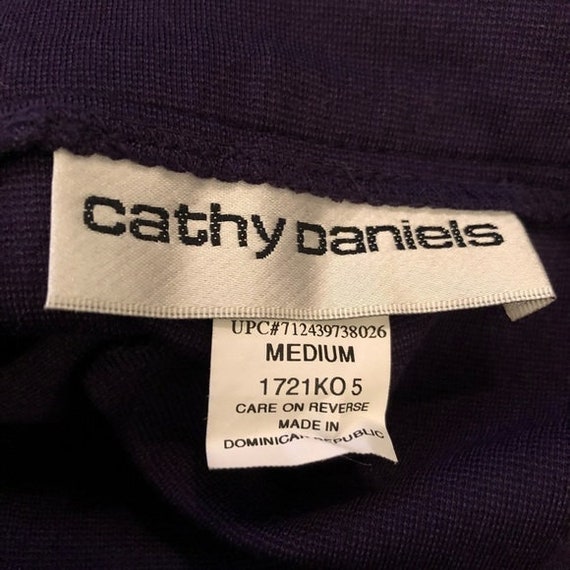 cathy Daniels
UPC#712439738026
MEDIUM
1721KO 5
CARE ON REVERSE
MADE IN
DOMINICAN REPUBLIC